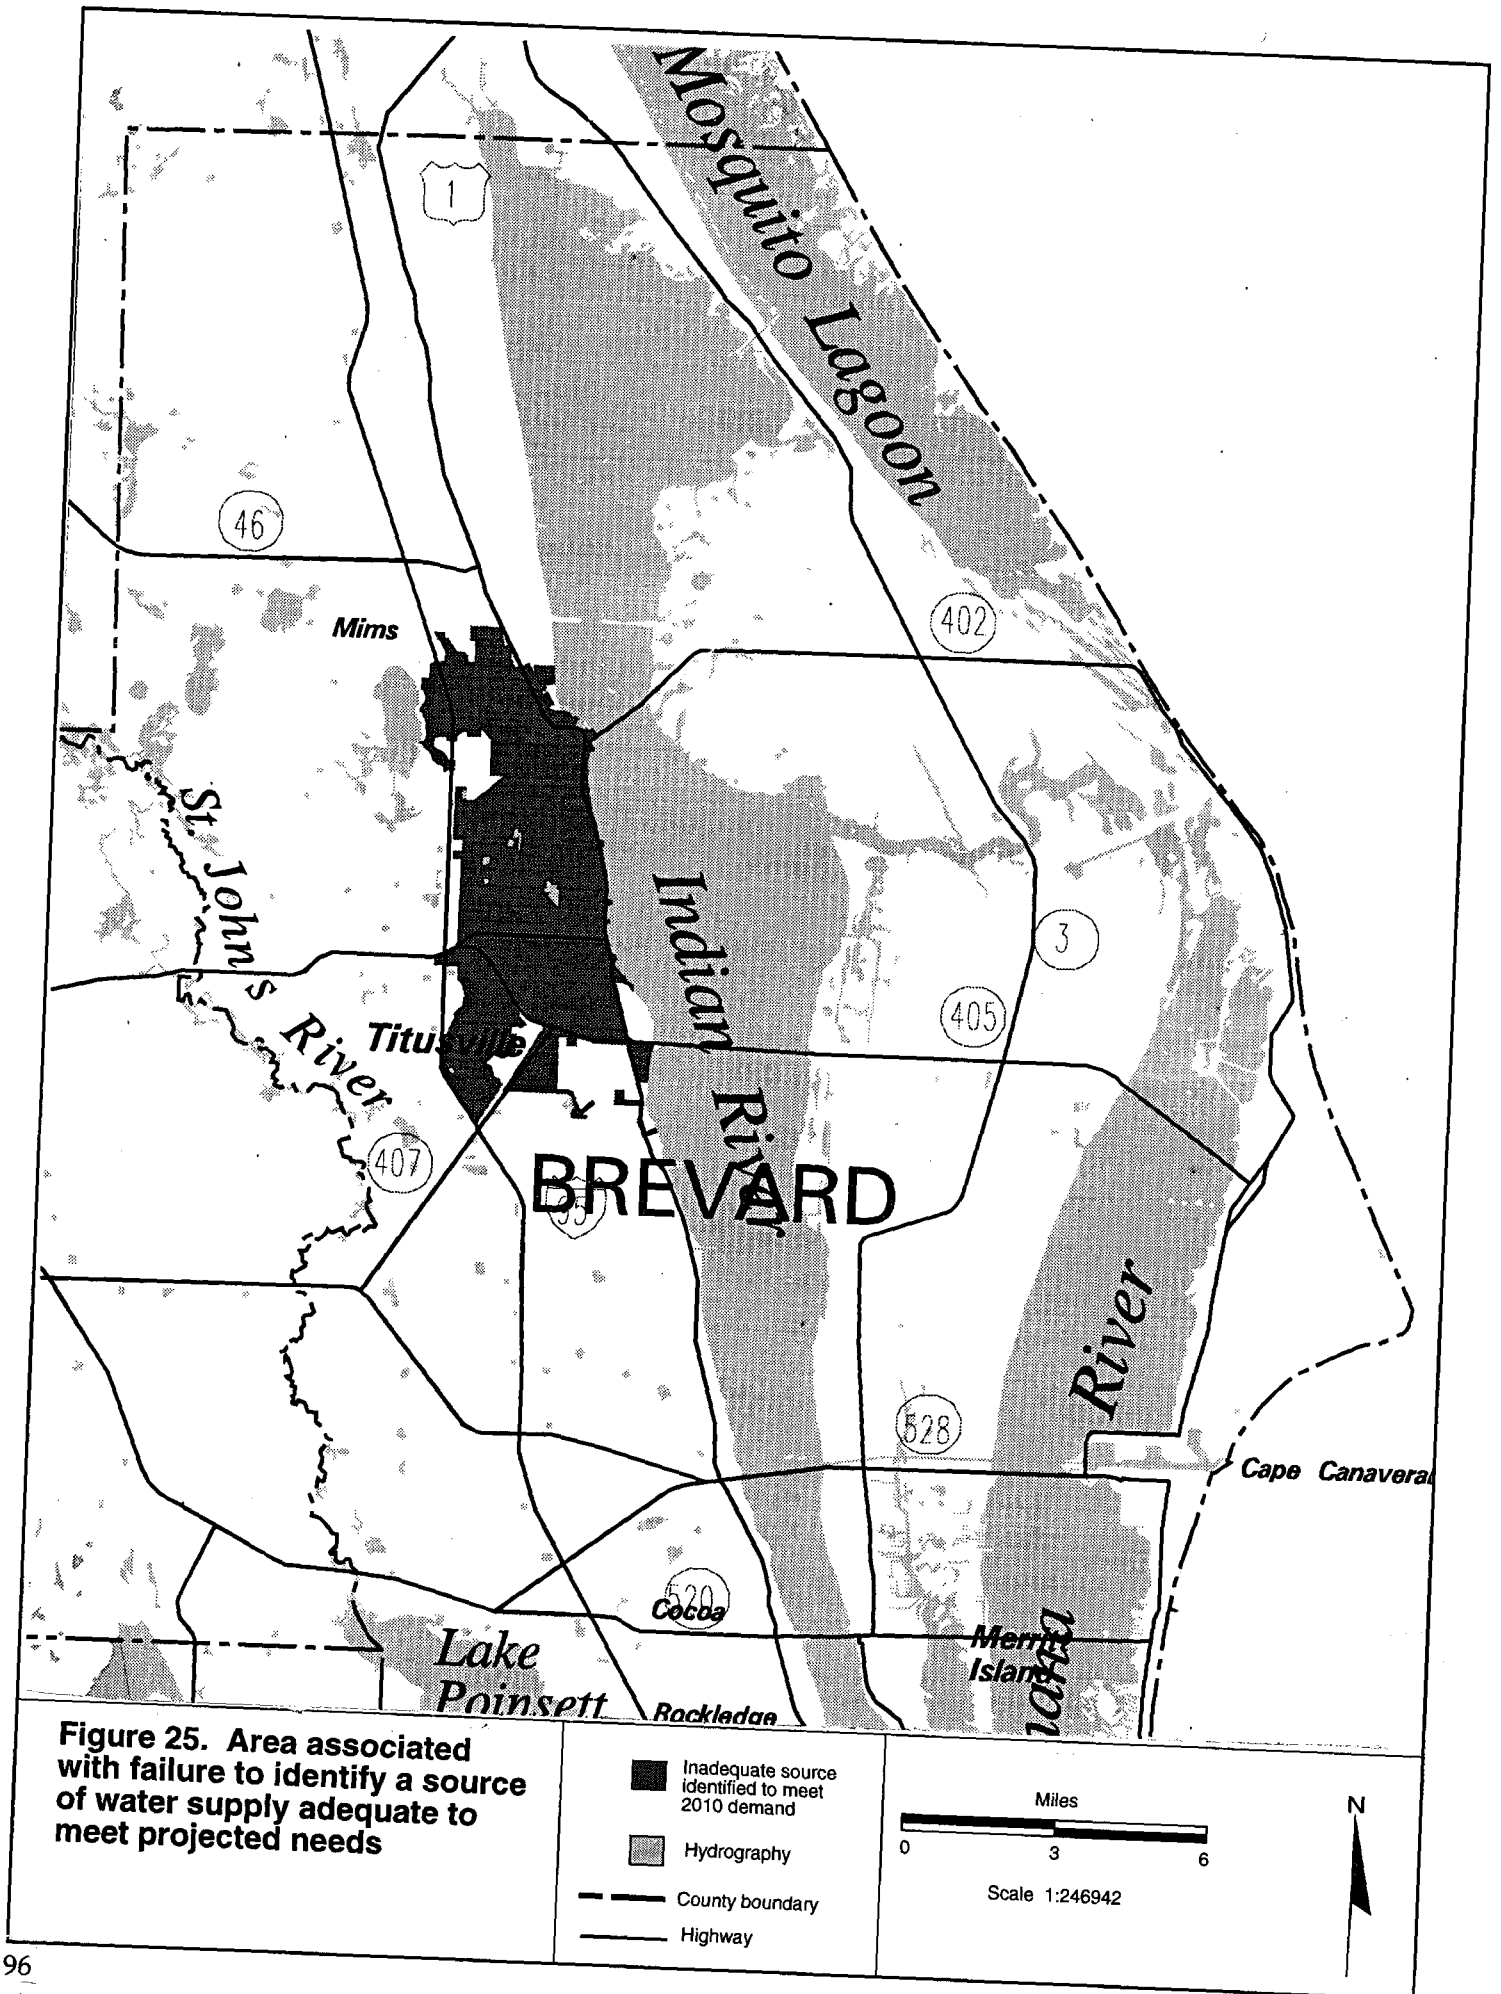 Mosquito Lagoon
1
46
Mims
402
St. Johns River
Indian River
3
405
Titusville
407
BREVARD
95
River
528
Cape Canaveral
520
Cocoa
Merritt
Island
Lake
Poinsett
Rockledge
nana
Figure 25. Area associated
with failure to identify a source
of water supply adequate to
meet projected needs
Inadequate source
identified to meet
2010 demand
Hydrography
County boundary
Highway
Miles
0 3 6
Scale 1:246942
N
96